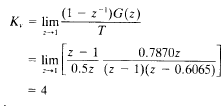 K_v = lim_{z→1} (1 − z^{−1})G(z) / T
= lim_{z→1} [ (z − 1) / 0.5z · 0.7870z / (z − 1)(z − 0.6065) ]
= 4